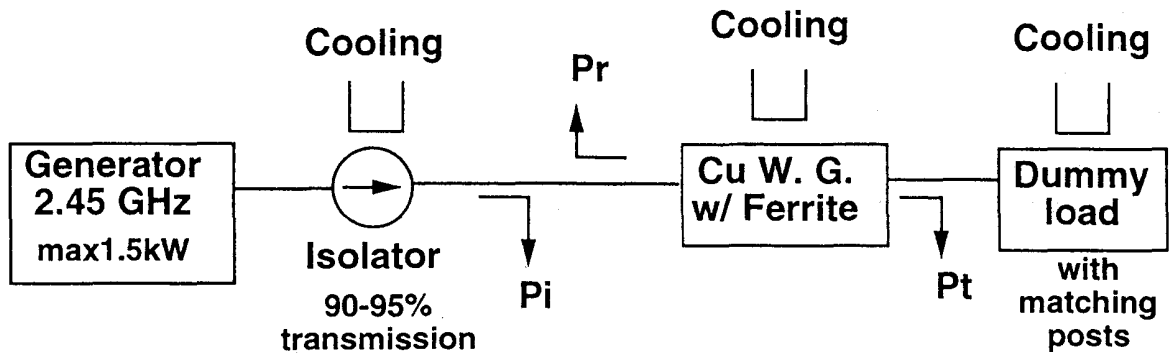 Cooling
Cooling
Cooling
Pr
Generator
2.45 GHz
max1.5kW
Isolator
90-95%
transmission
Pi
Cu W. G.
w/ Ferrite
Pt
Dummy
load
with
matching
posts